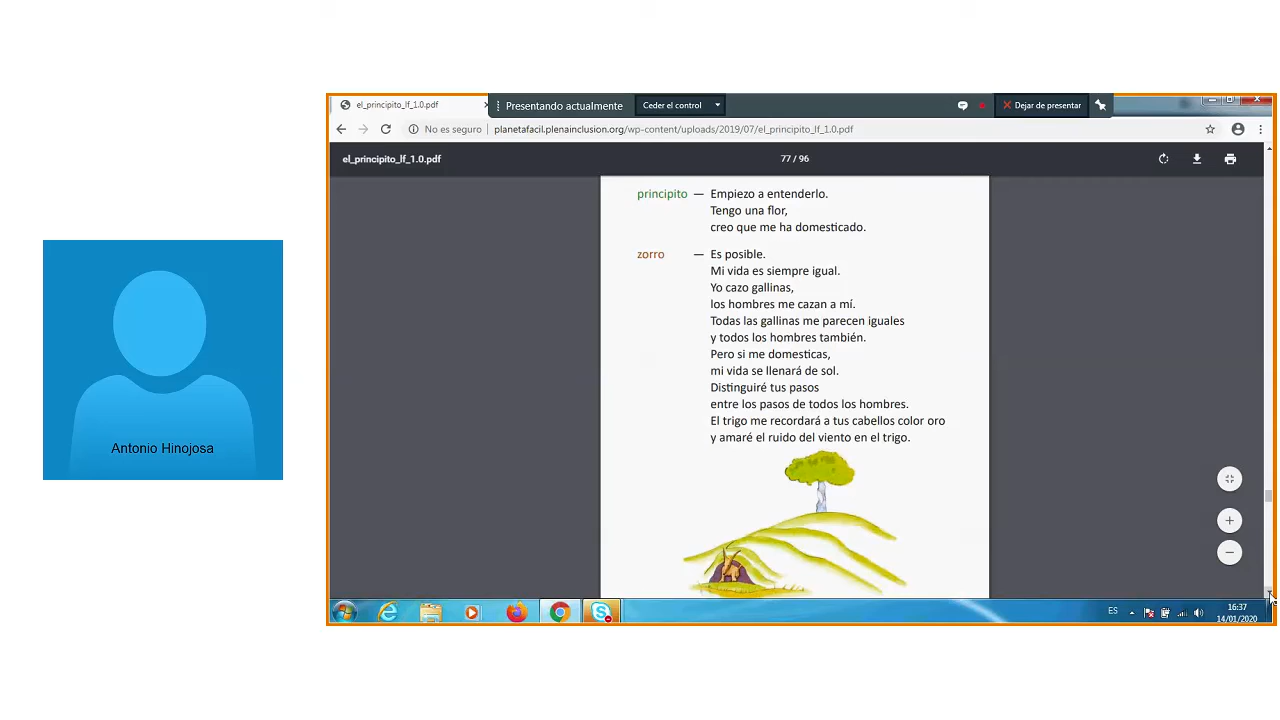 el_principito_lf_1.0.pdf
Presentando actualmente
Ceder el control
Dejar de presentar
No es seguro
planetafacil.plenainclusion.org/wp-content/uploads/2019/07/el_principito_lf_1.0.pdf
el_principito_lf_1.0.pdf
77 / 96
principito — Empiezo a entenderlo.
Tengo una flor,
creo que me ha domesticado.
zorro — Es posible.
Mi vida es siempre igual.
Yo cazo gallinas,
los hombres me cazan a mí.
Todas las gallinas me parecen iguales
y todos los hombres también.
Pero si me domesticas,
mi vida se llenará de sol.
Distinguiré tus pasos
entre los pasos de todos los hombres.
El trigo me recordará a tus cabellos color oro
y amaré el ruido del viento en el trigo.
Antonio Hinojosa
ES
16:37
14/01/2020